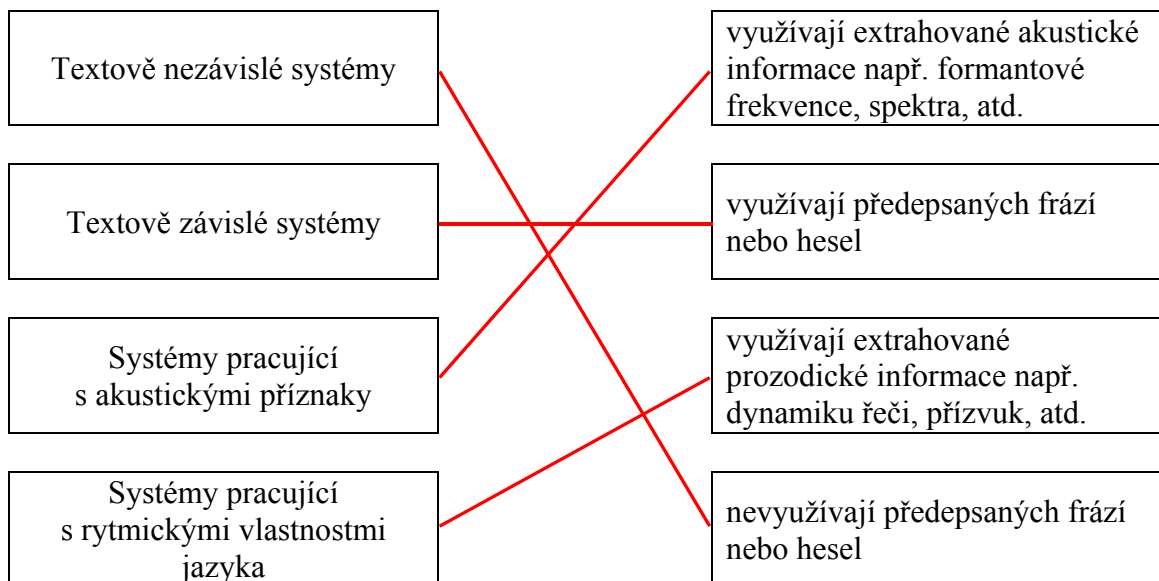 Textově nezávislé systémy
využívají extrahované akustické
informace např. formantové
frekvence, spektra, atd.
Textově závislé systémy
využívají předepsaných frází
nebo hesel
Systémy pracující
s akustickými příznaky
využívají extrahované
prozodické informace např.
dynamiku řeči, přízvuk, atd.
Systémy pracující
s rytmickými vlastnostmi
jazyka
nevyužívají předepsaných frází
nebo hesel